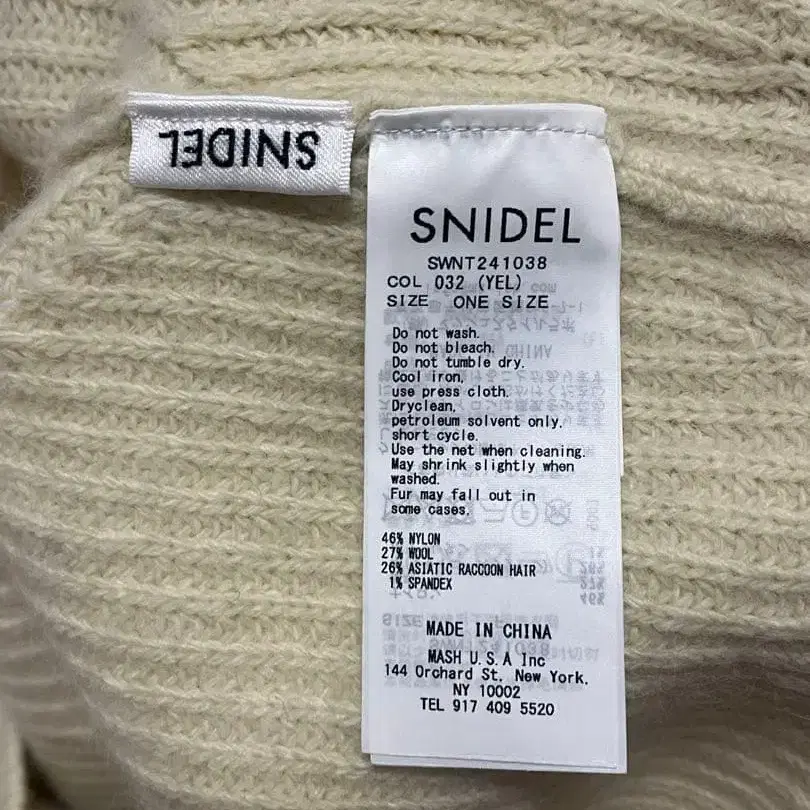 SNIDEL
SNIDEL
SWNT241038
COL 032 (YEL)
SIZE ONE SIZE
Do not wash.
Do not bleach.
Do not tumble dry.
Cool iron,
use press cloth.
Dryclean,
petroleum solvent only.
short cycle.
Use the net when cleaning.
May shrink slightly when
washed.
Fur may fall out in
some cases.
46% NYLON
27% WOOL
26% ASIATIC RACCOON HAIR
1% SPANDEX
MADE IN CHINA
MASH U.S.A Inc
144 Orchard St, New York.
NY 10002
TEL 917 409 5520